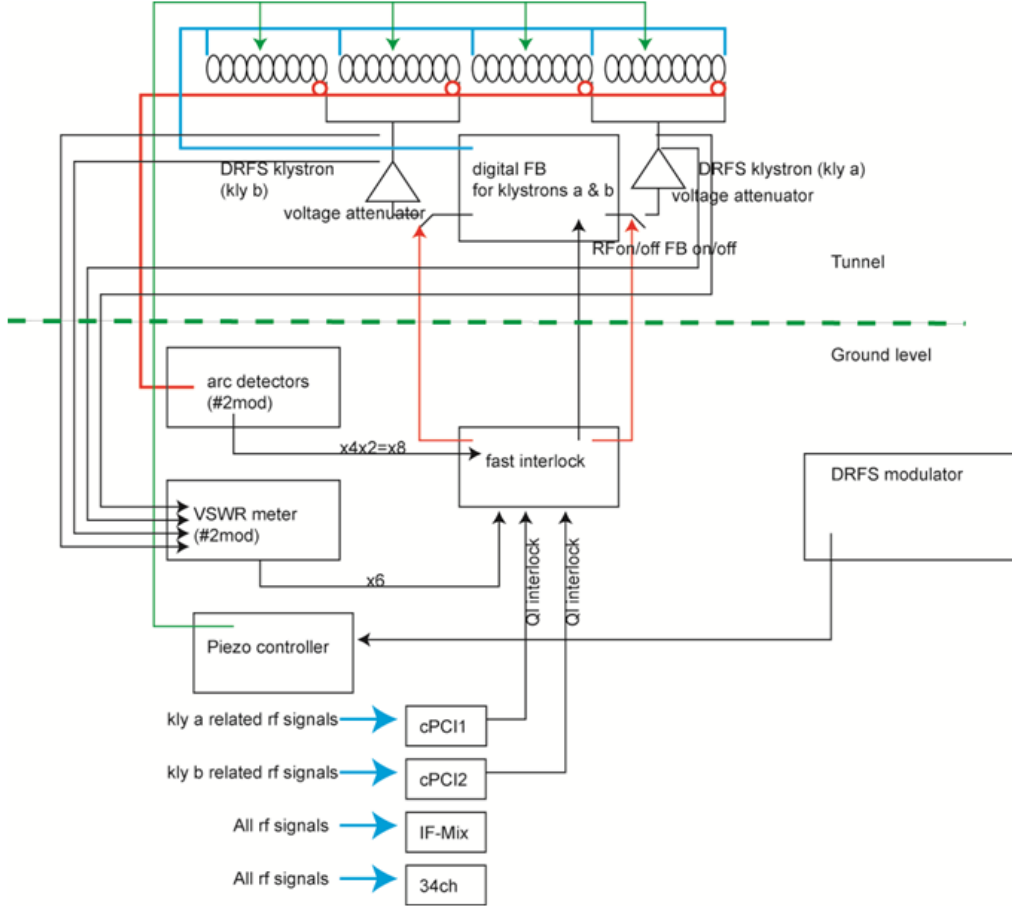 digital FB
for klystrons a & b
DRFS klystron
(kly b)
DRFS klystron (kly a)
voltage attenuator
voltage attenuator
RFon/off FB on/off
Tunnel
Ground level
arc detectors
(#2mod)
x4x2=x8
fast interlock
DRFS modulator
VSWR meter
(#2mod)
x6
QI interlock
QI interlock
Piezo controller
kly a related rf signals
cPCI1
kly b related rf signals
cPCI2
All rf signals
IF-Mix
All rf signals
34ch